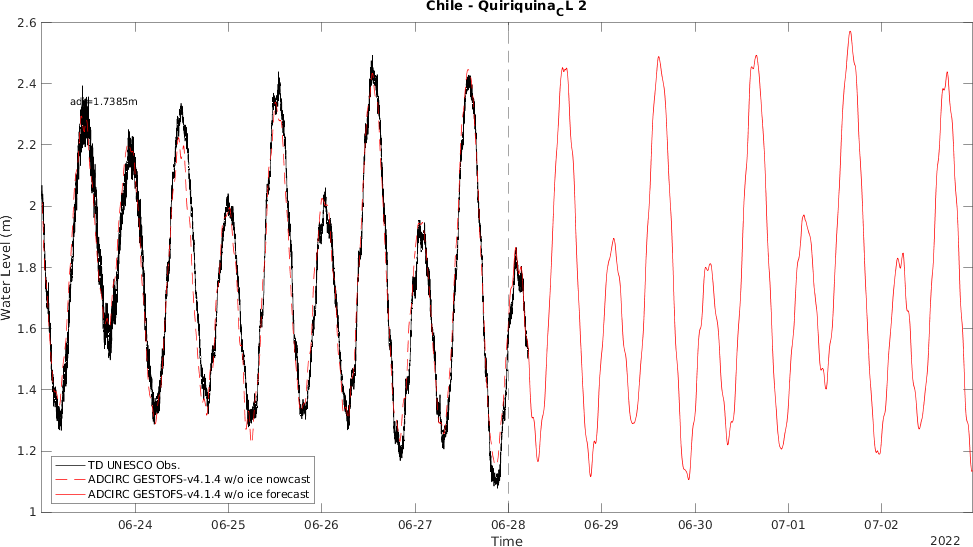 Chile - Quiriquina_CL 2
2.6
2.4
2.2
2
1.8
1.6
1.4
1.2
1
Water Level (m)
adj=1.7385m
TD UNESCO Obs.
ADCIRC GESTOFS-v4.1.4 w/o ice nowcast
ADCIRC GESTOFS-v4.1.4 w/o ice forecast
06-24 06-25 06-26 06-27 06-28 06-29 06-30 07-01 07-02
Time
2022